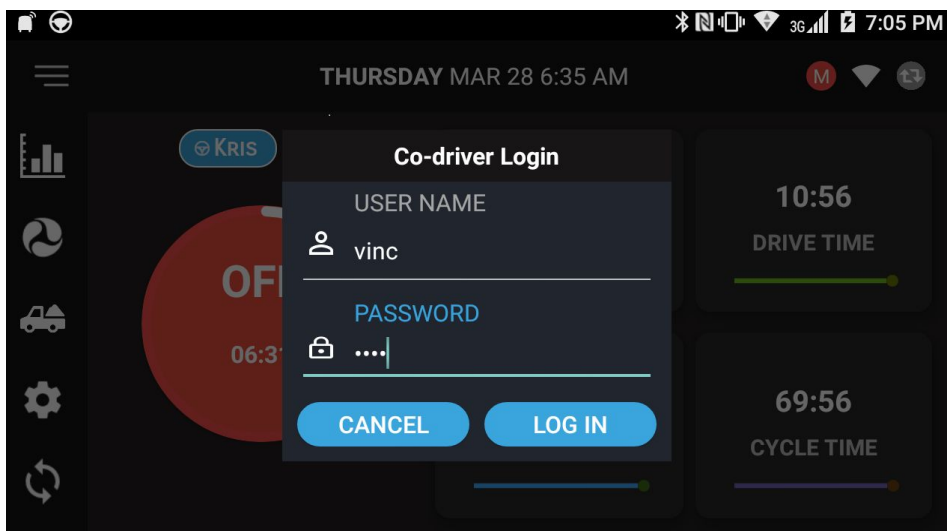 3G 7:05 PM
THURSDAY MAR 28 6:35 AM
M
KRIS
Co-driver Login
USER NAME
vinc
PASSWORD
••••
CANCEL
LOG IN
10:56
DRIVE TIME
69:56
CYCLE TIME